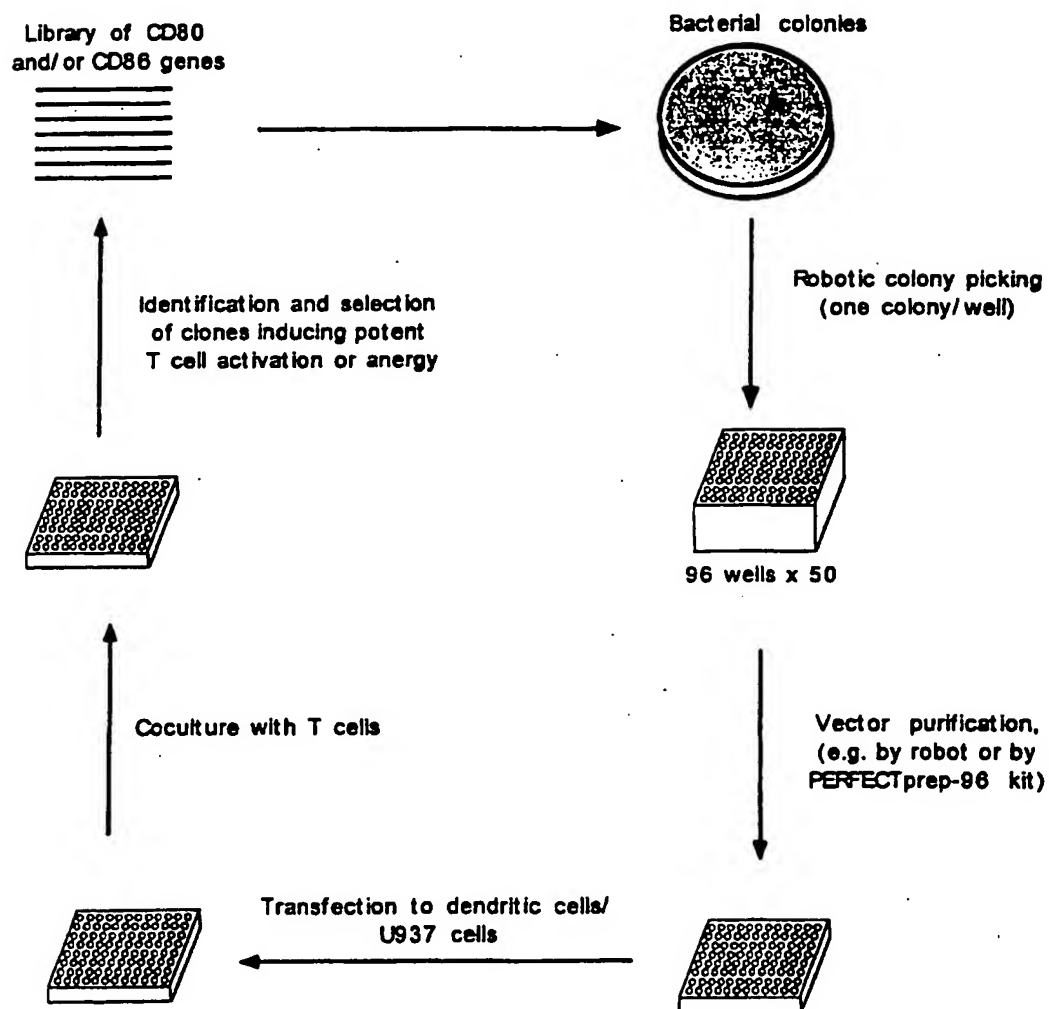 Library of CD80
and/or CD86 genes
Bacterial colonies
Robotic colony picking
(one colony/well)
Identification and selection
of clones inducing potent
T cell activation or anergy
96 wells x 50
Coculture with T cells
Vector purification,
(e.g. by robot or by
PERFECTprep-96 kit)
Transfection to dendritic cells/
U937 cells